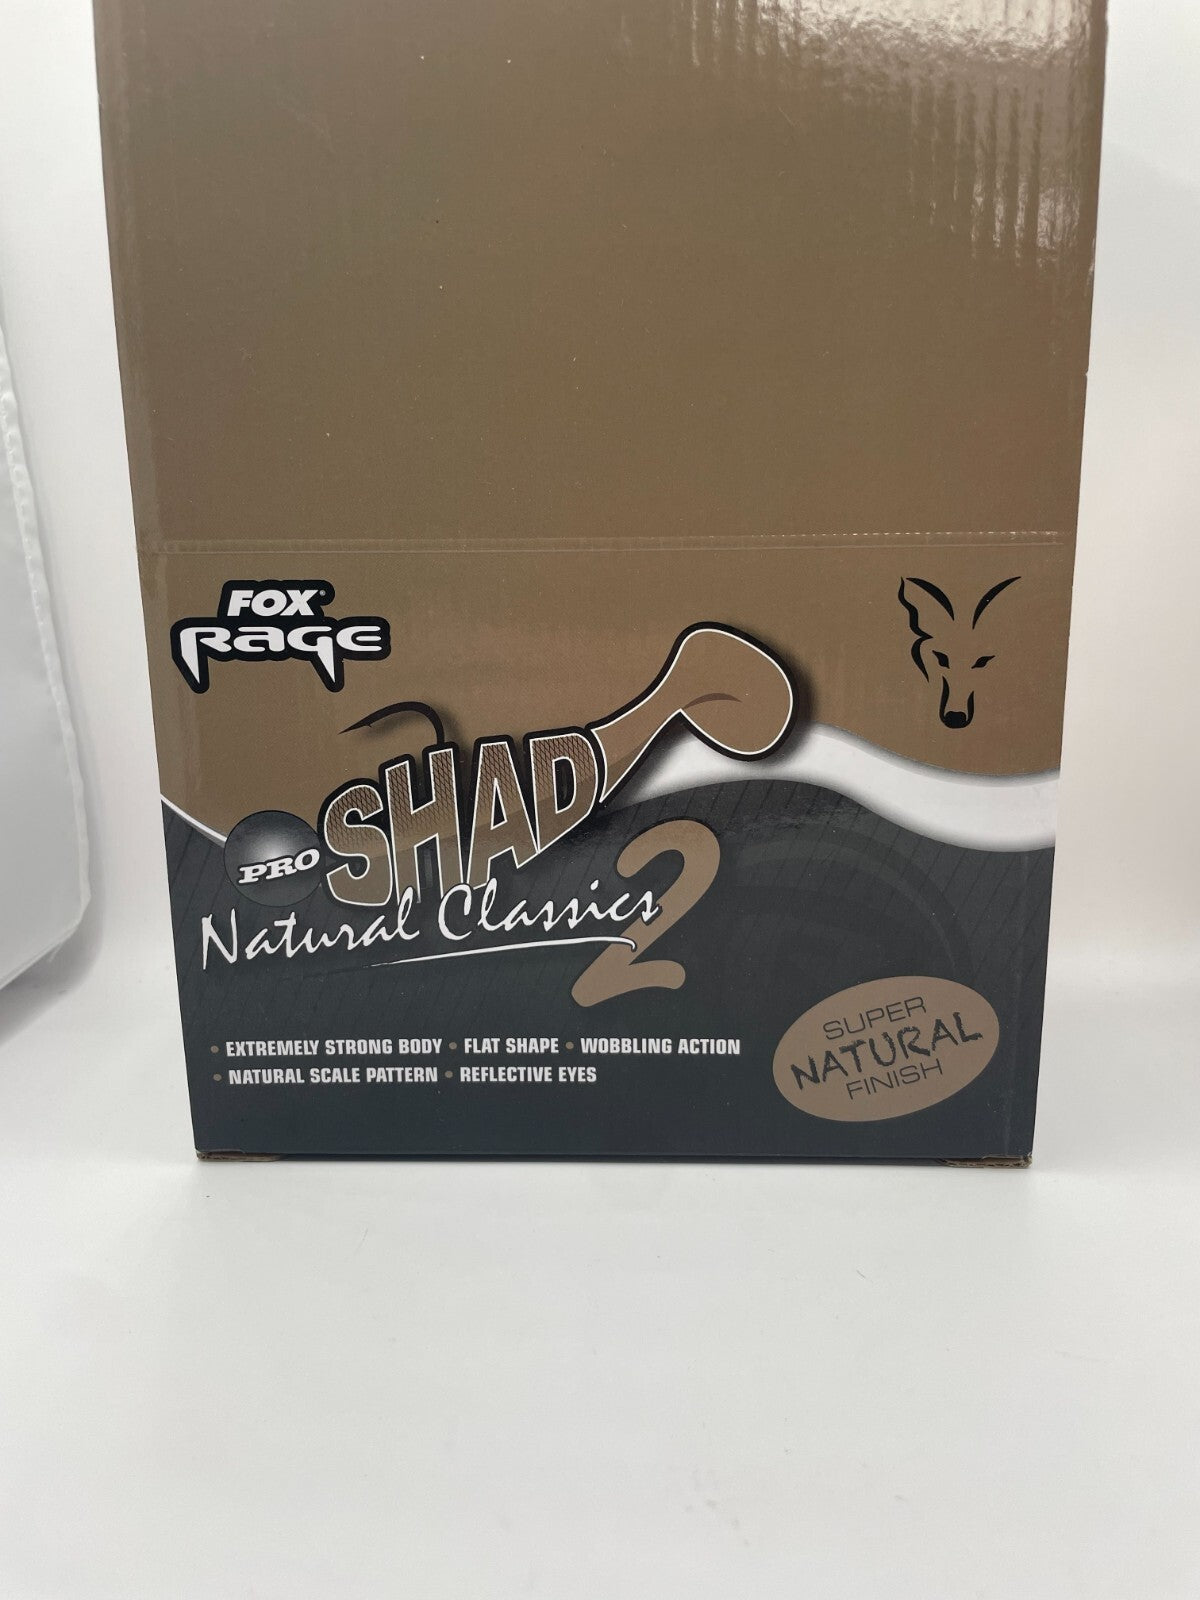 FOX
RAGE
PRO SHAD
Natural Classics 2
• EXTREMELY STRONG BODY • FLAT SHAPE • WOBBLING ACTION
• NATURAL SCALE PATTERN • REFLECTIVE EYES
SUPER
NATURAL
FINISH